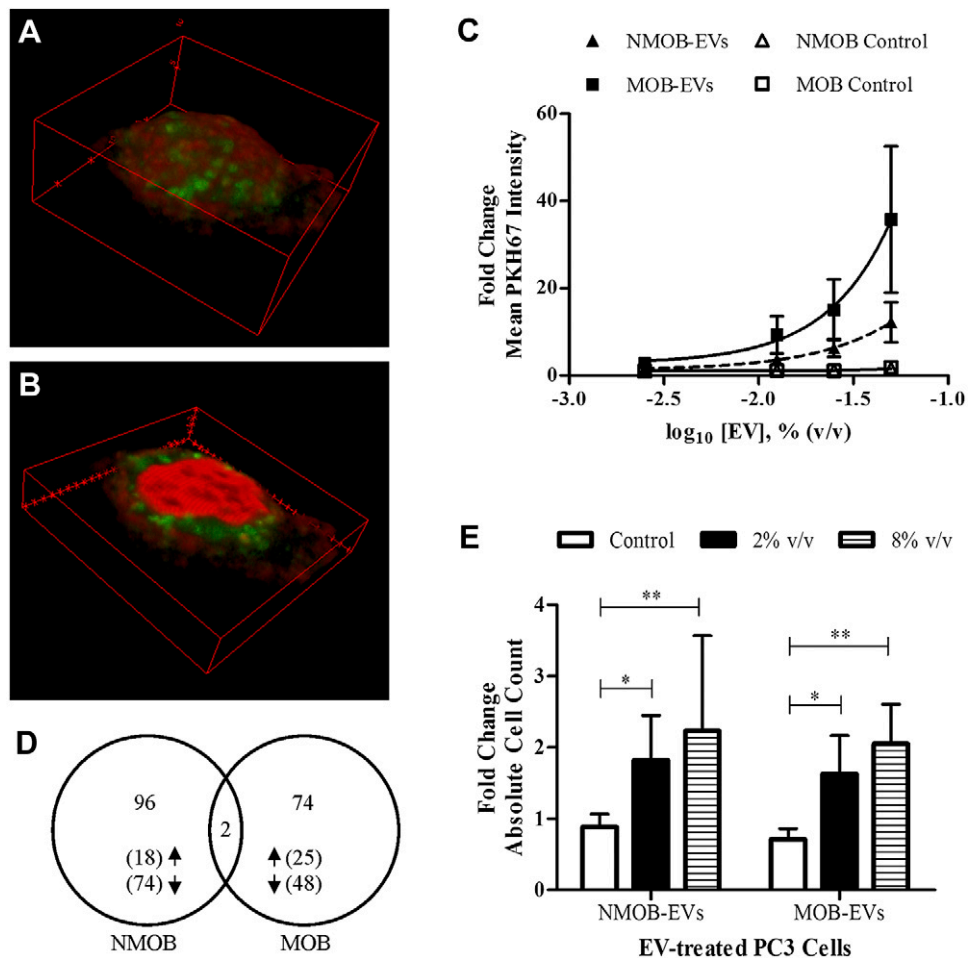 A
B
C
NMOB-EVs
NMOB Control
MOB-EVs
MOB Control
Fold Change
Mean PKH67 Intensity
60
40
20
0
-3.0 -2.5 -2.0 -1.5 -1.0
log10 [EV], % (v/v)
D
96
2
74
(18)
(74)
(25)
(48)
NMOB
MOB
E
Control
2% v/v
8% v/v
Fold Change
Absolute Cell Count
4
3
2
1
0
**
*
**
*
NMOB-EVs
MOB-EVs
EV-treated PC3 Cells